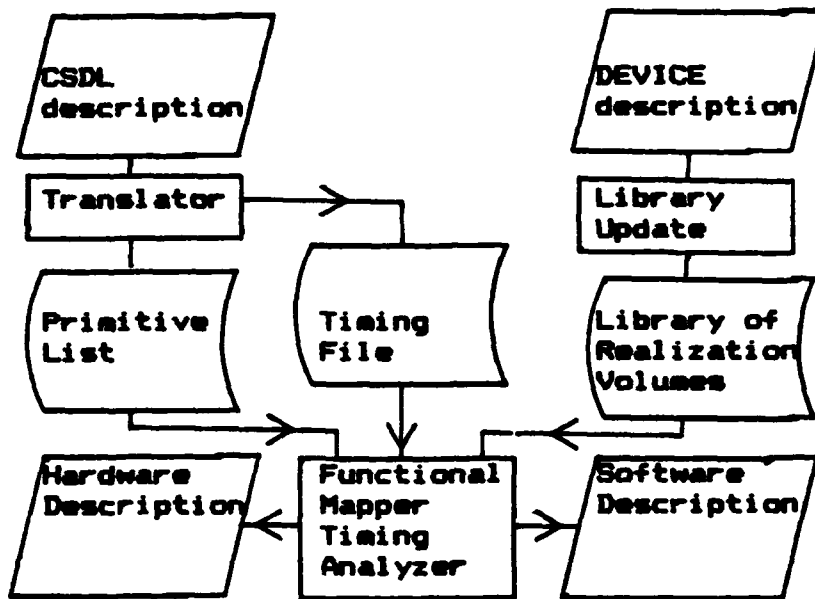 CSDL
description
DEVICE
description
Translator
Library
Update
Primitive
List
Timing
File
Library of
Realization
Volumes
Hardware
Description
Functional
Mapper
Timing
Analyzer
Software
Description